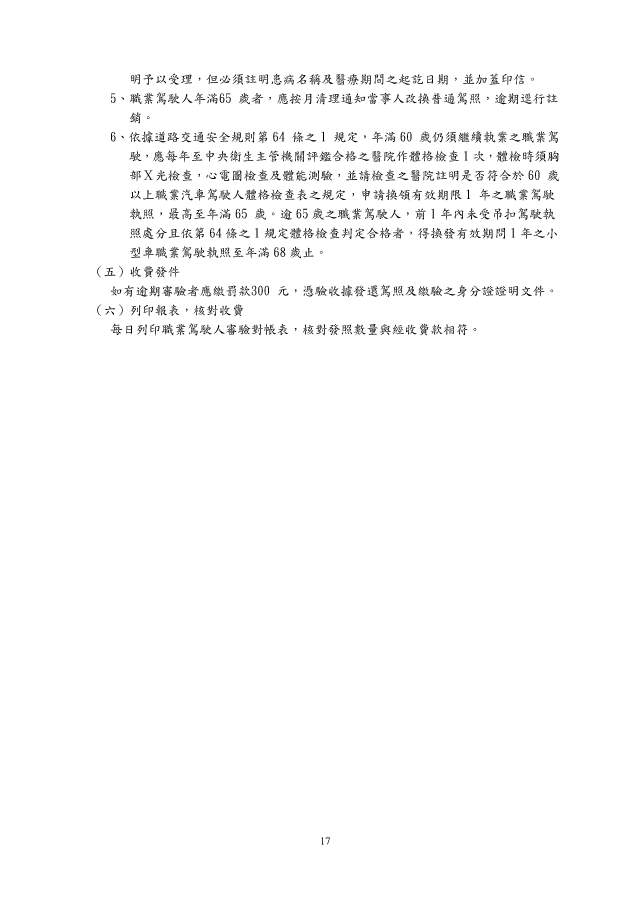 明予以受理，但必須註明患病名稱及醫療期間之起訖日期，並加蓋印信。
5、職業駕駛人年滿65 歲者，應按月清理通知當事人改換普通駕照，逾期逕行註
銷。
6、依據道路交通安全規則第 64 條之 1 規定，年滿 60 歲仍須繼續執業之職業駕
駛，應每年至中央衛生主管機關評鑑合格之醫院作體格檢查 1 次，體檢時須胸
部Ｘ光檢查，心電圖檢查及體能測驗，並請檢查之醫院註明是否符合於 60 歲
以上職業汽車駕駛人體格檢查表之規定，申請換領有效期限 1 年之職業駕駛
執照，最高至年滿 65 歲。逾 65 歲之職業駕駛人，前 1 年內未受吊扣駕駛執
照處分且依第 64 條之 1 規定體格檢查判定合格者，得換發有效期間 1 年之小
型車職業駕駛執照至年滿 68 歲止。
（五）收費發件
如有逾期審驗者應繳罰款300 元，憑驗收據發還駕照及繳驗之身分證證明文件。
（六）列印報表，核對收費
每日列印職業駕駛人審驗對帳表，核對發照數量與經收費款相符。
17